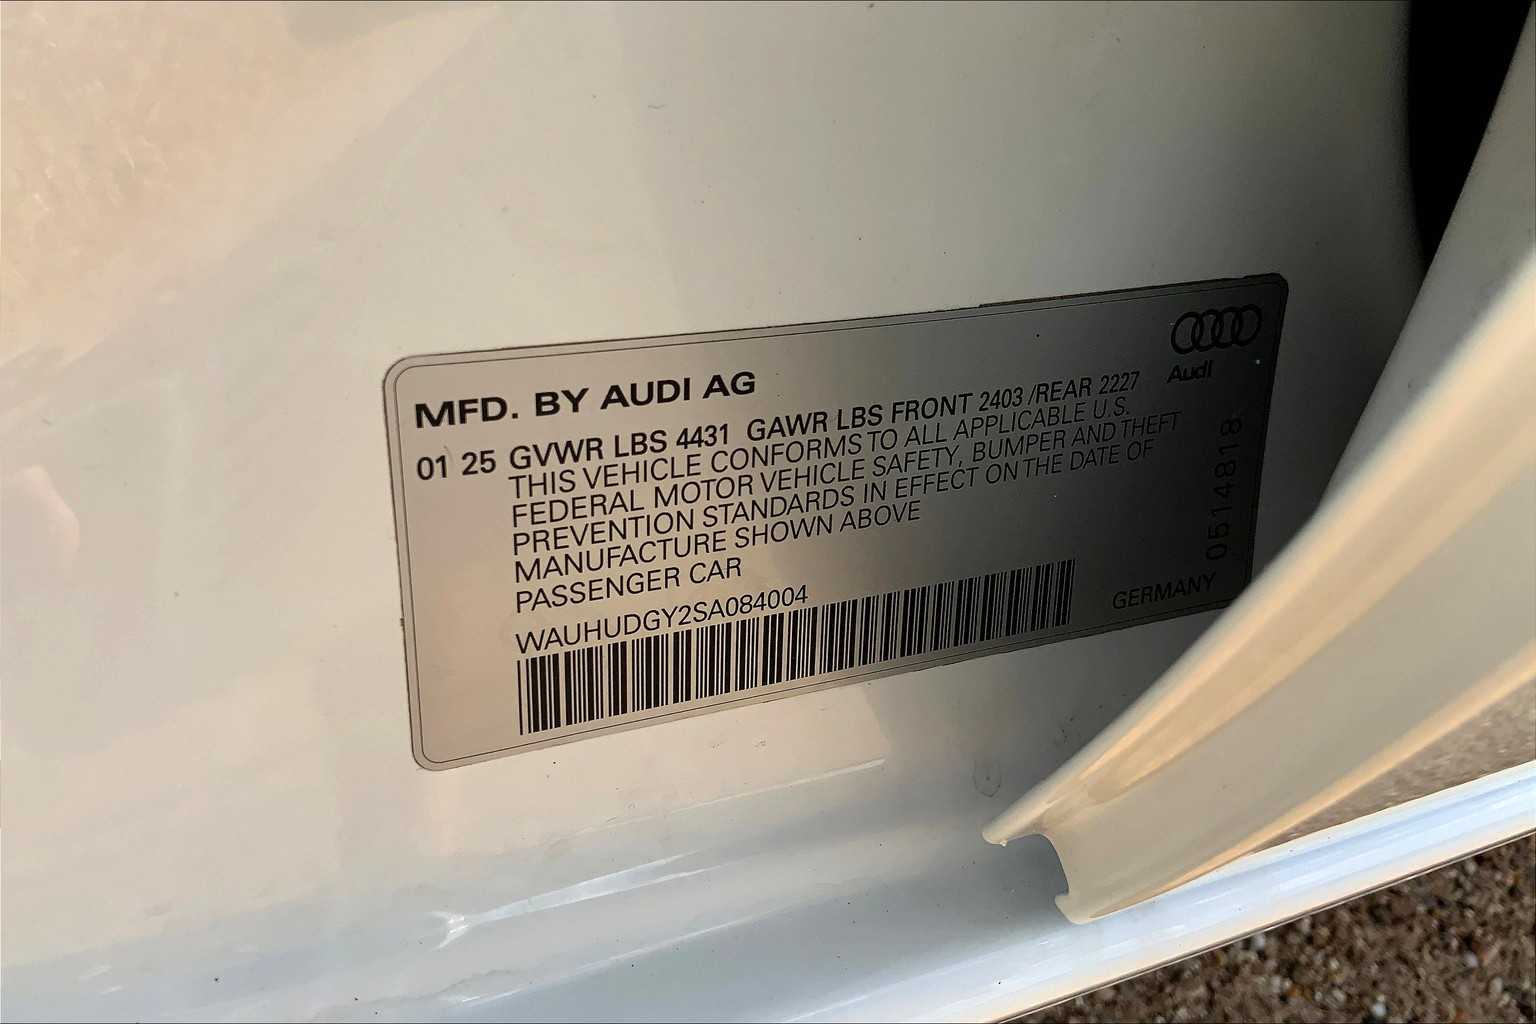 MFD. BY AUDI AG
Audi
01 25 GVWR LBS 4431 GAWR LBS FRONT 2403 /REAR 2227
THIS VEHICLE CONFORMS TO ALL APPLICABLE U.S.
FEDERAL MOTOR VEHICLE SAFETY, BUMPER AND THEFT
PREVENTION STANDARDS IN EFFECT ON THE DATE OF
MANUFACTURE SHOWN ABOVE
PASSENGER CAR
WAUHUDGY2SA084004
GERMANY
0514818